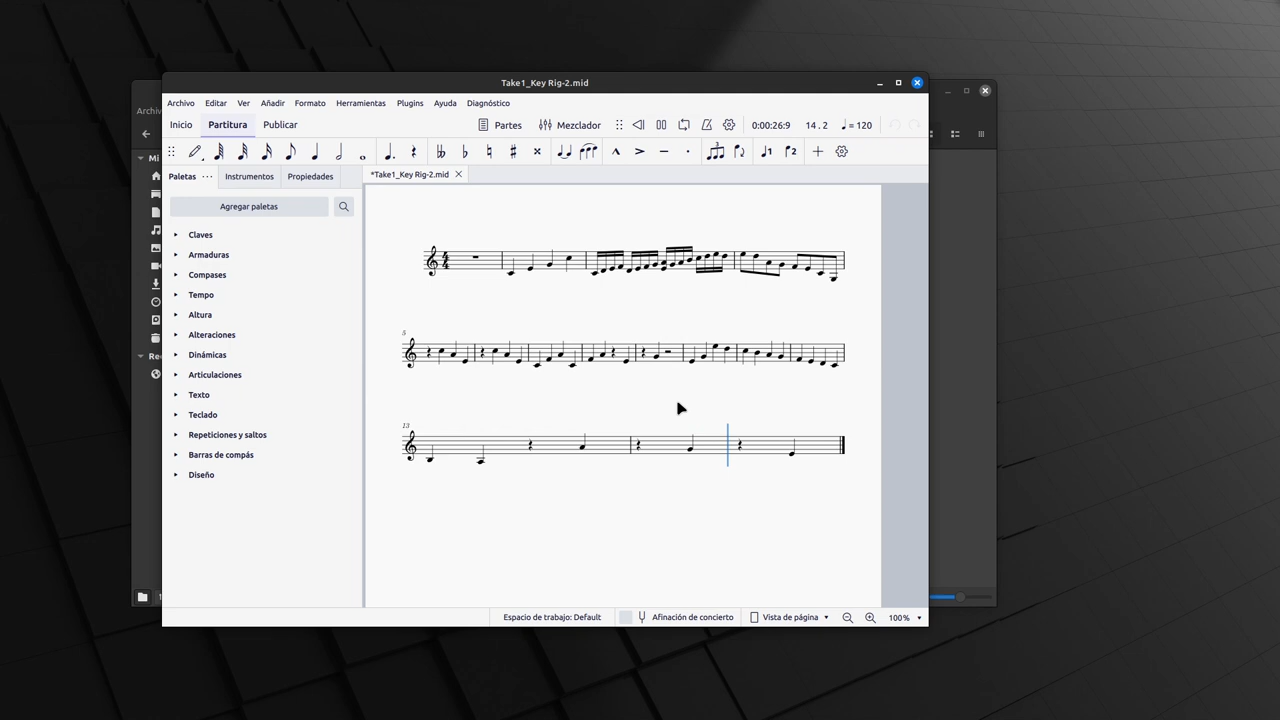 Take1_Key Rig-2.mid
Archiv
Archivo Editar Ver Añadir Formato Herramientas Plugins Ayuda Diagnóstico
Inicio Partitura Publicar Partes Mezclador 0:00:26:9 14 . 2 = 120
Mi
Paletas Instrumentos Propiedades *Take1_Key Rig-2.mid
Agregar paletas
Claves
Armaduras
Compases
Tempo
Altura
Alteraciones
Dinámicas
Articulaciones
Texto
Teclado
Repeticiones y saltos
Barras de compás
Diseño
Re
5
13
Espacio de trabajo: Default Afinación de concierto Vista de página 100%